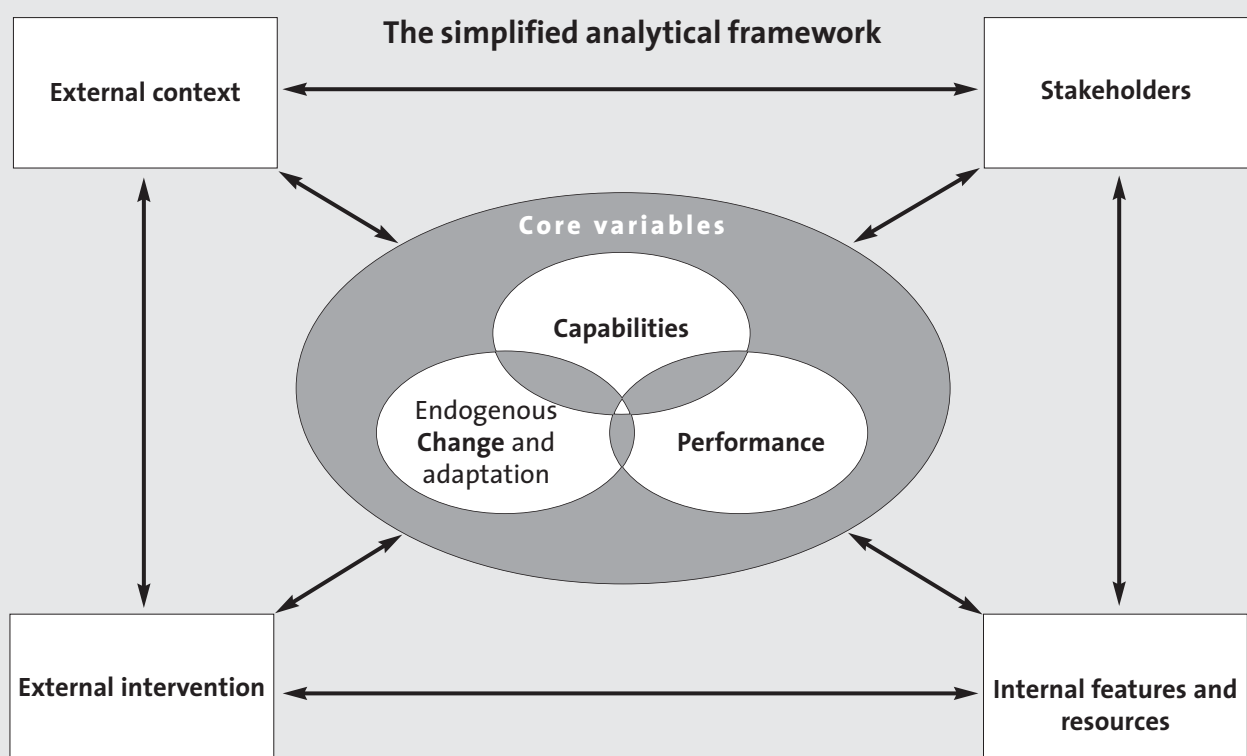 The simplified analytical framework
External context
Stakeholders
Core variables
Capabilities
Endogenous
Change and
adaptation
Performance
External intervention
Internal features and
resources